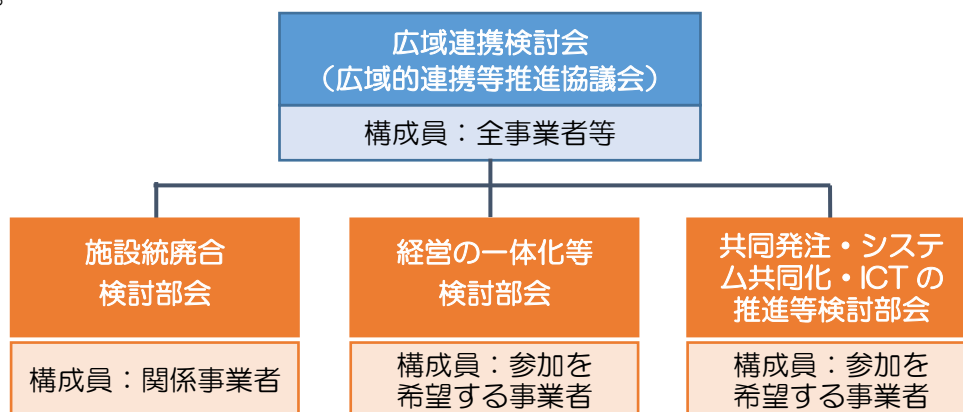 広域連携検討会
（広域的連携等推進協議会）
構成員：全事業者等
施設統廃合
検討部会
構成員：関係事業者
経営の一体化等
検討部会
構成員：参加を
希望する事業者
共同発注・システ
ム共同化・ICTの
推進等検討部会
構成員：参加を
希望する事業者